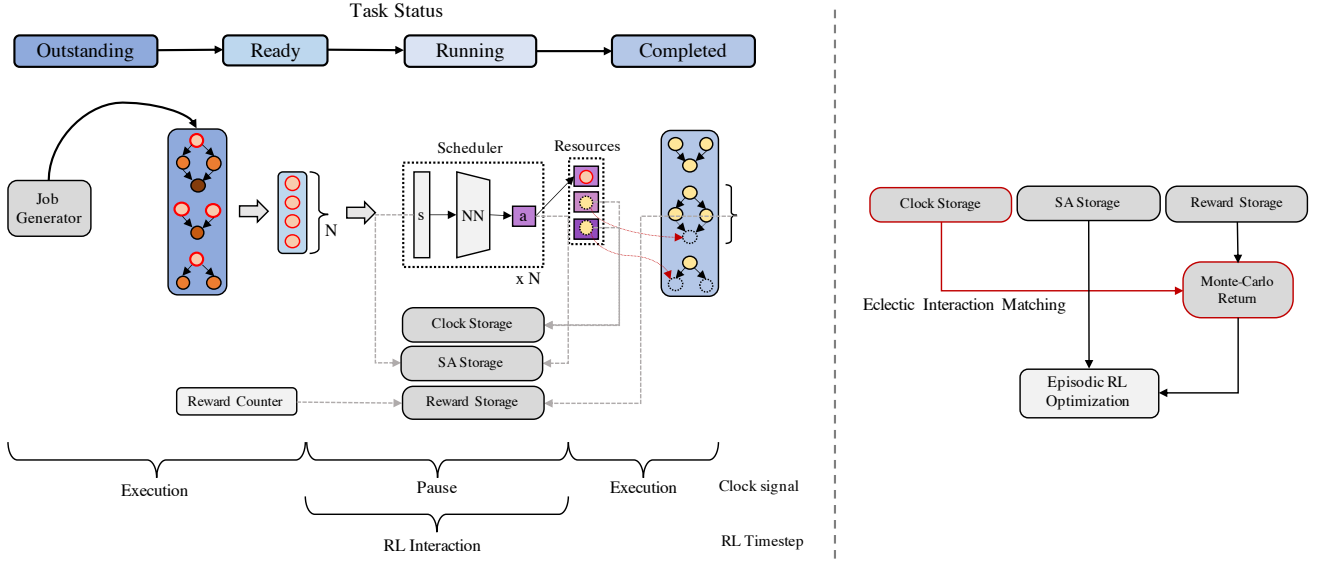 Task Status
Outstanding
Ready
Running
Completed
Job
Generator
N
Scheduler
s
NN
a
x N
Resources
Clock Storage
SA Storage
Reward Storage
Reward Counter
Execution
Pause
Execution
Clock signal
RL Interaction
RL Timestep
Clock Storage
SA Storage
Reward Storage
Monte-Carlo
Return
Eclectic Interaction Matching
Episodic RL
Optimization